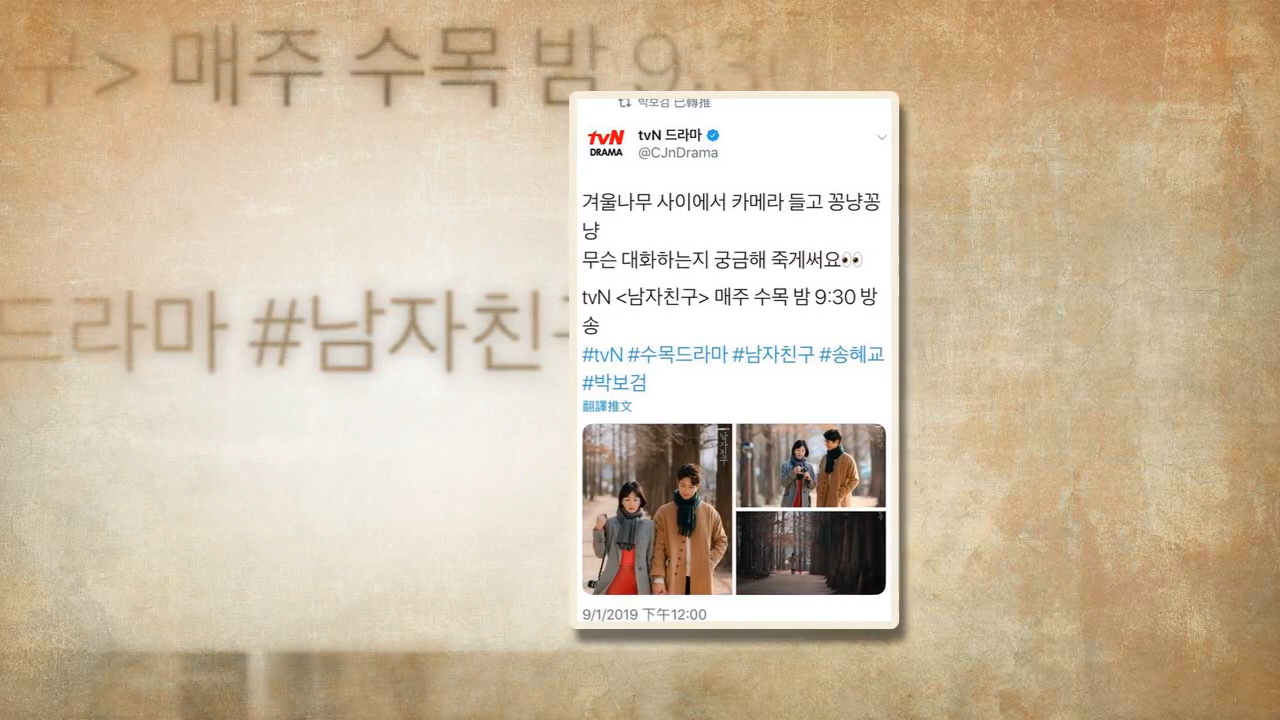 구> 매주 수목 밤 9:30
드라마 #남자친구
박보검 已轉推
tvN
DRAMA
tvN 드라마
@CJnDrama
겨울나무 사이에서 카메라 들고 꽁냥꽁
냥
무슨 대화하는지 궁금해 죽게써요👀
tvN <남자친구> 매주 수목 밤 9:30 방
송
#tvN #수목드라마 #남자친구 #송혜교
#박보검
翻譯推文
남자친구
9/1/2019 下午12:00